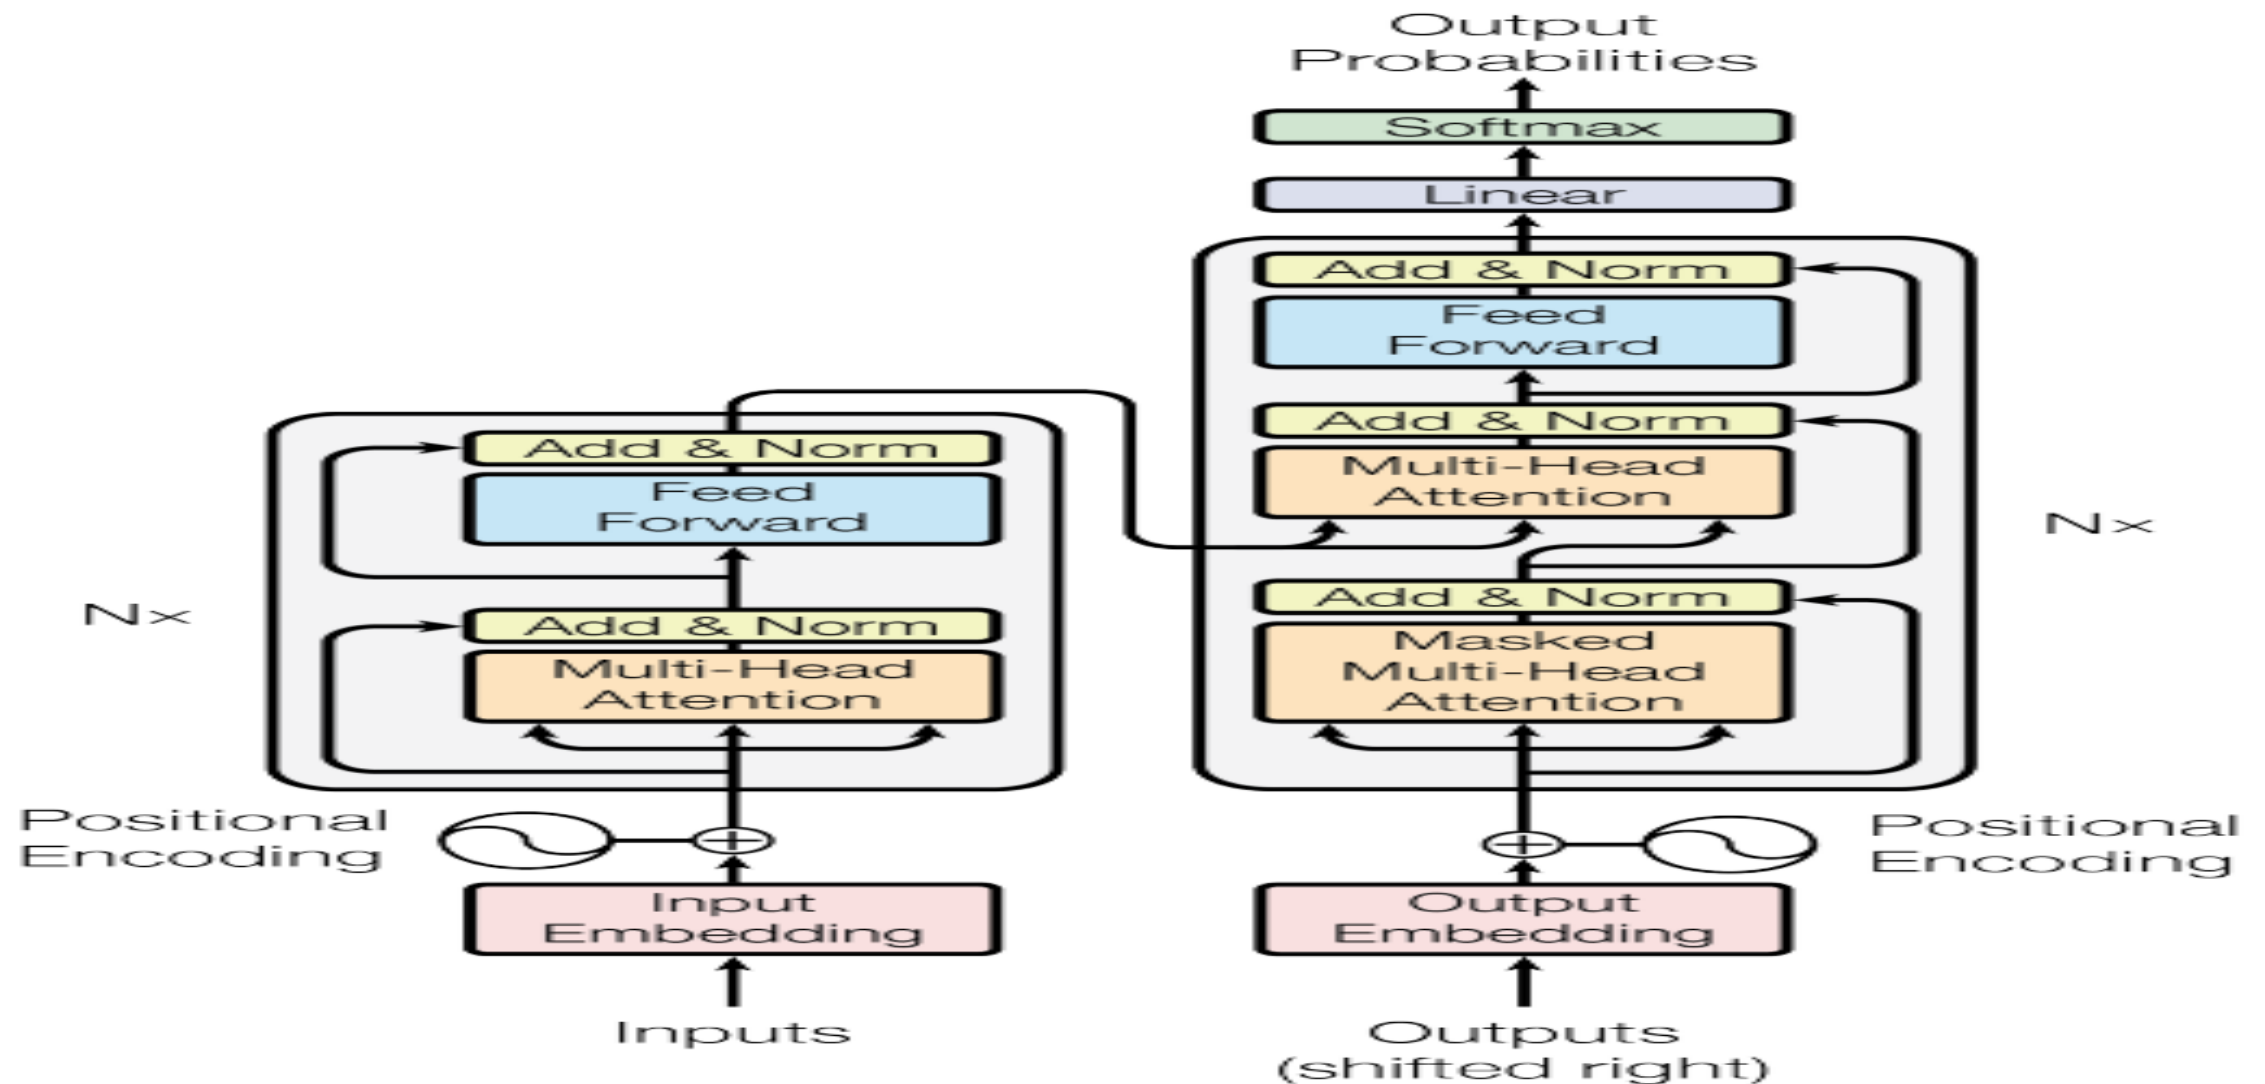 Output
Probabilities
Softmax
Linear
Add & Norm
Feed
Forward
Add & Norm
Multi-Head
Attention
Nx
Add & Norm
Masked
Multi-Head
Attention
Positional
Encoding
Output
Embedding
Outputs
(shifted right)
Add & Norm
Feed
Forward
Nx
Add & Norm
Multi-Head
Attention
Positional
Encoding
Input
Embedding
Inputs